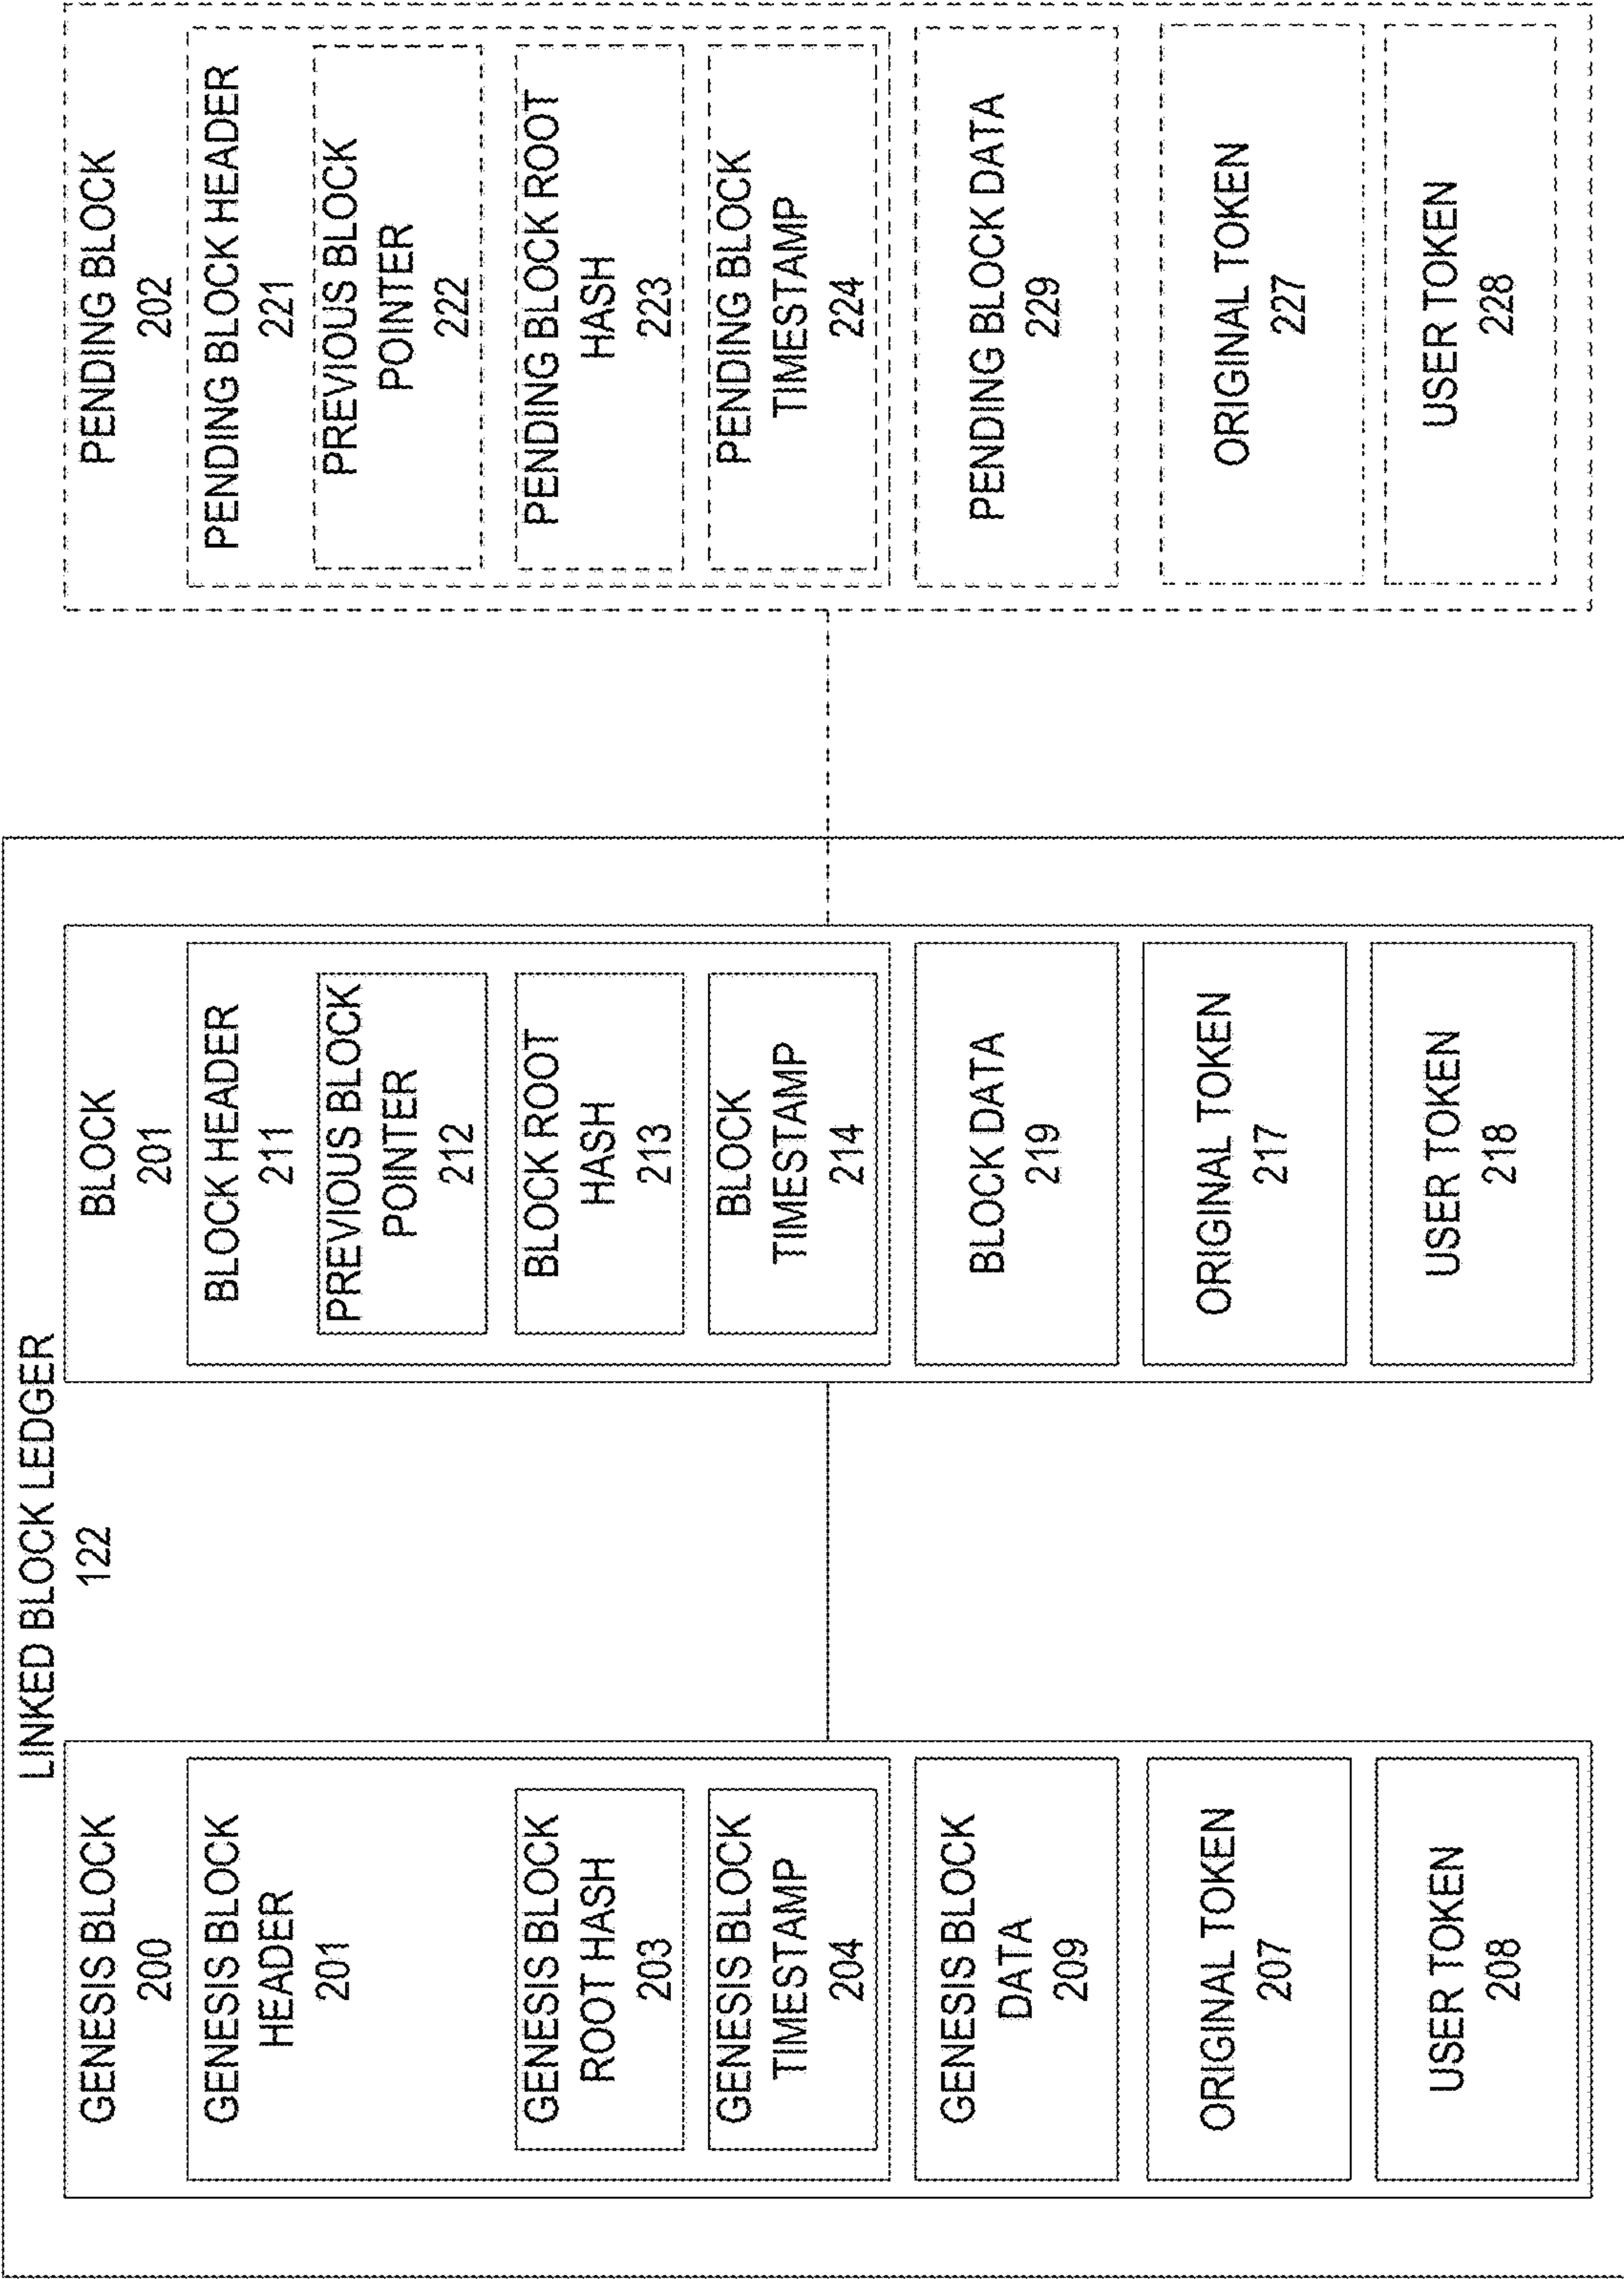 LINKED BLOCK LEDGER
122
GENESIS BLOCK
200
GENESIS BLOCK
HEADER
201
GENESIS BLOCK
ROOT HASH
203
GENESIS BLOCK
TIMESTAMP
204
GENESIS BLOCK
DATA
209
ORIGINAL TOKEN
207
USER TOKEN
208
BLOCK
201
BLOCK HEADER
211
PREVIOUS BLOCK
POINTER
212
BLOCK ROOT
HASH
213
BLOCK
TIMESTAMP
214
BLOCK DATA
219
ORIGINAL TOKEN
217
USER TOKEN
218
PENDING BLOCK
202
PENDING BLOCK HEADER
221
PREVIOUS BLOCK
POINTER
222
PENDING BLOCK ROOT
HASH
223
PENDING BLOCK
TIMESTAMP
224
PENDING BLOCK DATA
229
ORIGINAL TOKEN
227
USER TOKEN
228